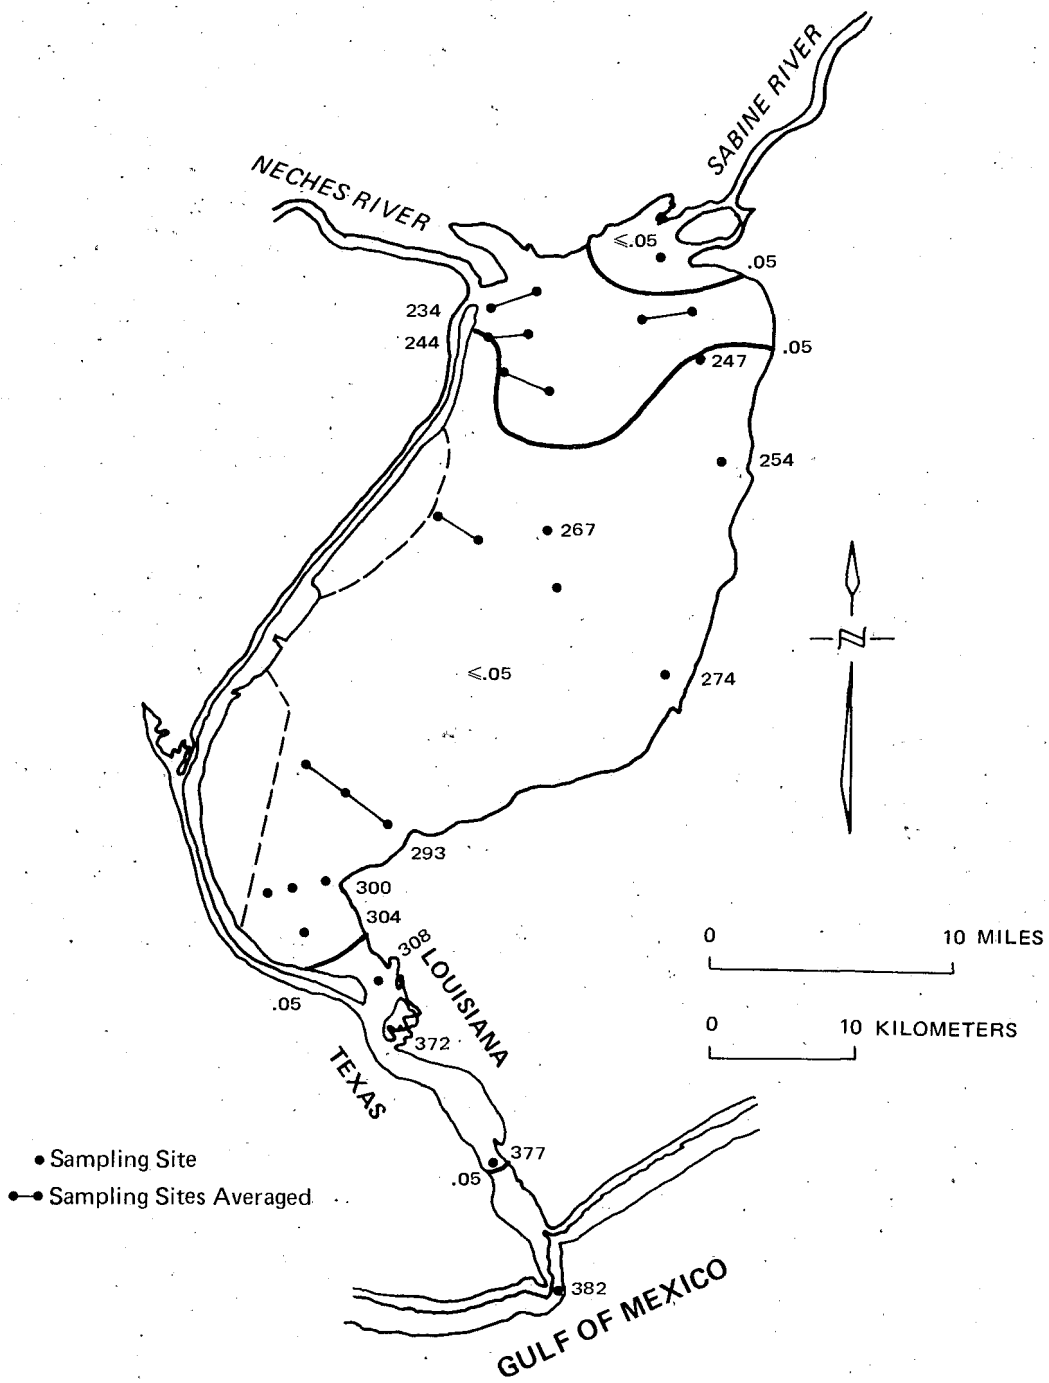 SABINE RIVER
NECHES RIVER
≤.05
.05
234
244
.05
247
254
267
≤.05
274
293
300
304
308
LOUISIANA
.05
372
TEXAS
0 10 MILES
0 10 KILOMETERS
377
.05
Sampling Site
Sampling Sites Averaged
382
GULF OF MEXICO
N